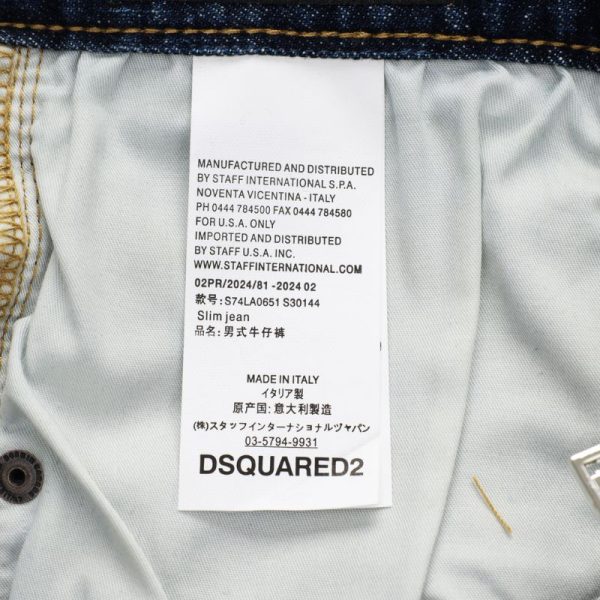 MANUFACTURED AND DISTRIBUTED
BY STAFF INTERNATIONAL S.P.A.
NOVENTA VICENTINA - ITALY
PH 0444 784500 FAX 0444 784580
FOR U.S.A. ONLY
IMPORTED AND DISTRIBUTED
BY STAFF U.S.A. INC.
WWW.STAFFINTERNATIONAL.COM
02PR/2024/81 -2024 02
款号: S74LA0651 S30144
Slim jean
品名: 男式牛仔裤
MADE IN ITALY
イタリア製
原产国: 意大利製造
(株)スタッフインターナショナルヅャパン
03-5794-9931
DSQUARED2